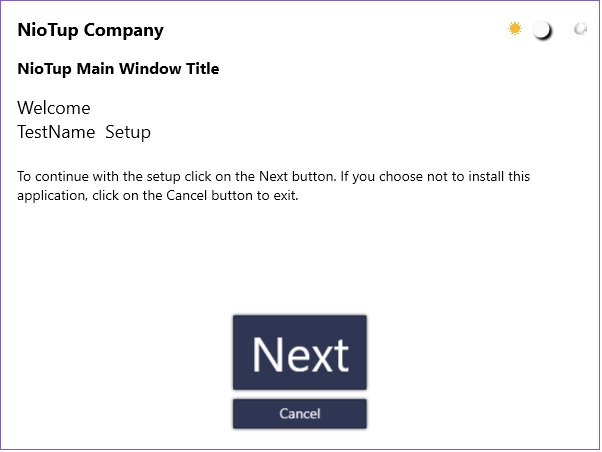 NioTup Company
NioTup Main Window Title
Welcome
TestName  Setup
To continue with the setup click on the Next button. If you choose not to install this
application, click on the Cancel button to exit.
Next
Cancel